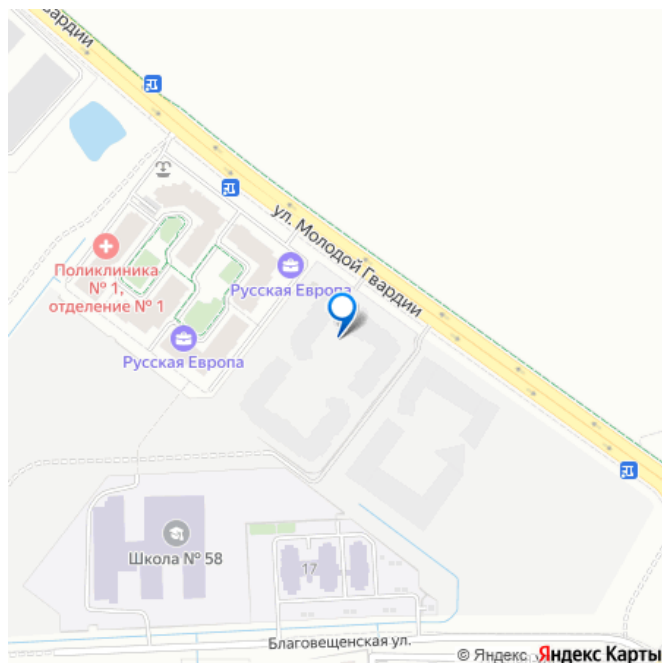 вардии
ул. Молодой Гвардии
Поликлиника
№ 1,
отделение № 1
Русская Европа
Русская Европа
Школа № 58
17
Благовещенская ул.
© Яндекс Яндекс Карты